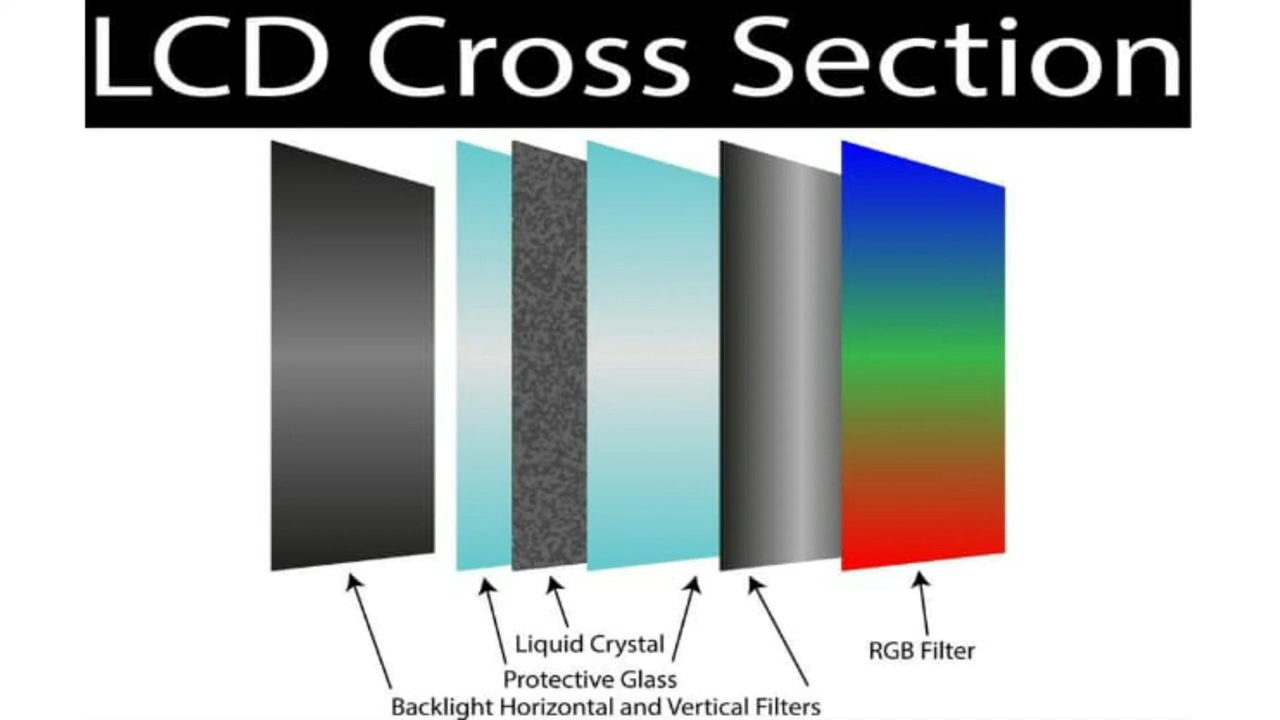 LCD Cross Section
Liquid Crystal
RGB Filter
Protective Glass
Backlight Horizontal and Vertical Filters